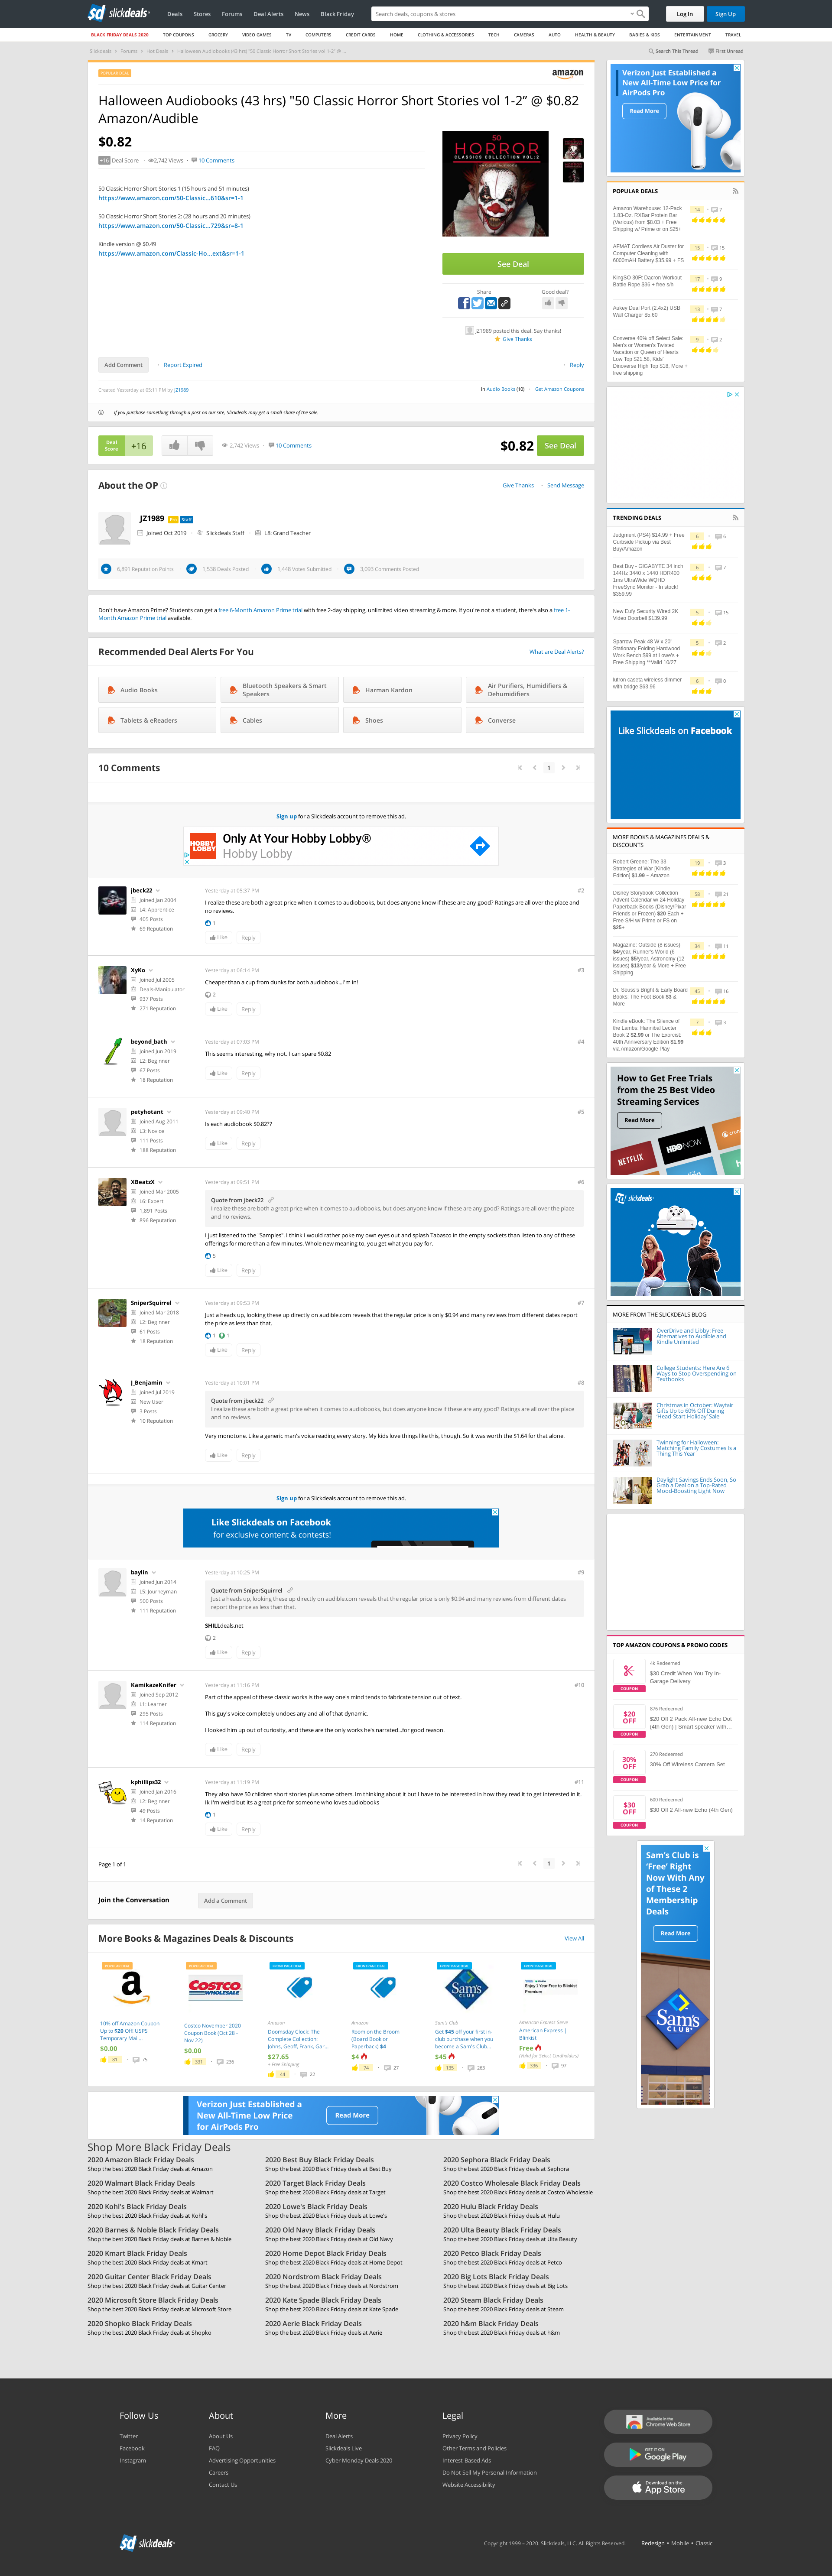 slickdeals
Deals Stores Forums Deal Alerts News Black Friday
Search deals, coupons & stores
Log In Sign Up
BLACK FRIDAY DEALS 2020 TOP COUPONS GROCERY VIDEO GAMES TV COMPUTERS CREDIT CARDS HOME CLOTHING & ACCESSORIES TECH CAMERAS AUTO HEALTH & BEAUTY BABIES & KIDS ENTERTAINMENT TRAVEL
Slickdeals Forums Hot Deals Halloween Audiobooks (43 hrs) "50 Classic Horror Short Stories vol 1-2” @ ...
Search This Thread First Unread
POPULAR DEAL
amazon
Halloween Audiobooks (43 hrs) "50 Classic Horror Short Stories vol 1-2” @ $0.82
Amazon/Audible
$0.82
+16 Deal Score 2,742 Views 10 Comments
50 Classic Horror Short Stories 1 (15 hours and 51 minutes)
https://www.amazon.com/50-Classic...610&sr=1-1
50 Classic Horror Short Stories 2: (28 hours and 20 minutes)
https://www.amazon.com/50-Classic...729&sr=8-1
Kindle version @ $0.49
https://www.amazon.com/Classic-Ho...ext&sr=1-1
50
HORROR
CLASSICS COLLECTION VOL:2
See Deal
Share Good deal?
JZ1989 posted this deal. Say thanks!
Give Thanks
Add Comment Report Expired Reply
Created Yesterday at 05:11 PM by JZ1989
in Audio Books (10) Get Amazon Coupons
If you purchase something through a post on our site, Slickdeals may get a small share of the sale.
Deal
Score
+16
2,742 Views 10 Comments
$0.82 See Deal
About the OP
Give Thanks Send Message
JZ1989 Pro Staff
Joined Oct 2019 Slickdeals Staff L8: Grand Teacher
6,891 Reputation Points 1,538 Deals Posted 1,448 Votes Submitted 3,093 Comments Posted
Don't have Amazon Prime? Students can get a free 6-Month Amazon Prime trial with free 2-day shipping, unlimited video streaming & more. If you're not a student, there's also a free 1-
Month Amazon Prime trial available.
Recommended Deal Alerts For You
What are Deal Alerts?
Audio Books
Bluetooth Speakers & Smart
Speakers
Harman Kardon
Air Purifiers, Humidifiers &
Dehumidifiers
Tablets & eReaders
Cables
Shoes
Converse
10 Comments
1
Sign up for a Slickdeals account to remove this ad.
HOBBY
LOBBY
Only At Your Hobby Lobby®
Hobby Lobby
jbeck22
Joined Jan 2004
L4: Apprentice
405 Posts
69 Reputation
Yesterday at 05:37 PM
#2
I realize these are both a great price when it comes to audiobooks, but does anyone know if these are any good? Ratings are all over the place and
no reviews.
1
Like Reply
XyKo
Joined Jul 2005
Deals-Manipulator
937 Posts
271 Reputation
Yesterday at 06:14 PM
#3
Cheaper than a cup from dunks for both audiobook...I'm in!
2
Like Reply
beyond_bath
Joined Jun 2019
L2: Beginner
67 Posts
18 Reputation
Yesterday at 07:03 PM
#4
This seems interesting, why not. I can spare $0.82
Like Reply
petyhotant
Joined Aug 2011
L3: Novice
111 Posts
188 Reputation
Yesterday at 09:40 PM
#5
Is each audiobook $0.82??
Like Reply
XBeatzX
Joined Mar 2005
L6: Expert
1,891 Posts
896 Reputation
Yesterday at 09:51 PM
#6
Quote from jbeck22
I realize these are both a great price when it comes to audiobooks, but does anyone know if these are any good? Ratings are all over the place
and no reviews.
I just listened to the "Samples". I think I would rather poke my own eyes out and splash Tabasco in the empty sockets than listen to any of these
offerings for more than a few minutes. Whole new meaning to, you get what you pay for.
5
Like Reply
SniperSquirrel
Joined Mar 2018
L2: Beginner
61 Posts
18 Reputation
Yesterday at 09:53 PM
#7
Just a heads up, looking these up directly on audible.com reveals that the regular price is only $0.94 and many reviews from different dates report
the price as less than that.
1 1
Like Reply
J_Benjamin
Joined Jul 2019
New User
3 Posts
10 Reputation
Yesterday at 10:01 PM
#8
Quote from jbeck22
I realize these are both a great price when it comes to audiobooks, but does anyone know if these are any good? Ratings are all over the place
and no reviews.
Very monotone. Like a generic man's voice reading every story. My kids love things like this, though. So it was worth the $1.64 for that alone.
Like Reply
Sign up for a Slickdeals account to remove this ad.
Like Slickdeals on Facebook
for exclusive content & contests!
baylin
Joined Jun 2014
L5: Journeyman
500 Posts
111 Reputation
Yesterday at 10:25 PM
#9
Quote from SniperSquirrel
Just a heads up, looking these up directly on audible.com reveals that the regular price is only $0.94 and many reviews from different dates
report the price as less than that.
SHILLdeals.net
2
Like Reply
KamikazeKnifer
Joined Sep 2012
L1: Learner
295 Posts
114 Reputation
Yesterday at 11:16 PM
#10
Part of the appeal of these classic works is the way one's mind tends to fabricate tension out of text.
This guy's voice completely undoes any and all of that dynamic.
I looked him up out of curiosity, and these are the only works he's narrated...for good reason.
Like Reply
kphillips32
Joined Jan 2016
L2: Beginner
49 Posts
14 Reputation
Yesterday at 11:19 PM
#11
They also have 50 children short stories plus some others. Im thinking about it but I have to be interested in how they read it to get interested in it.
Ik I'm weird but its a great price for someone who loves audiobooks
1
Like Reply
Page 1 of 1
1
Join the Conversation Add a Comment
More Books & Magazines Deals & Discounts
View All
POPULAR DEAL
10% off Amazon Coupon
Up to $20 Off! USPS
Temporary Mail...
$0.00
81 75
POPULAR DEAL
COSTCO
WHOLESALE
Costco November 2020
Coupon Book (Oct 28 -
Nov 22)
$0.00
331 236
FRONTPAGE DEAL
Amazon
Doomsday Clock: The
Complete Collection:
Johns, Geoff, Frank, Gar...
$27.65
+ Free Shipping
44 22
FRONTPAGE DEAL
Amazon
Room on the Broom
(Board Book or
Paperback) $4
$4
74 27
FRONTPAGE DEAL
Sam's
CLUB
Sam's Club
Get $45 off your first in-
club purchase when you
become a Sam's Club...
$45
135 263
FRONTPAGE DEAL
Enjoy 1 Year Free to Blinkist
Premium
American Express Serve
American Express |
Blinkist
Free
(Valid for Select Cardholders)
336 97
Verizon Just Established a
New All-Time Low Price
for AirPods Pro
Read More
POPULAR DEALS
Amazon Warehouse: 12-Pack
1.83-Oz. RXBar Protein Bar
(Various) from $8.03 + Free
Shipping w/ Prime or on $25+
14 7
AFMAT Cordless Air Duster for
Computer Cleaning with
6000mAH Battery $35.99 + FS
15 15
KingSO 30Ft Dacron Workout
Battle Rope $36 + free s/h
17 9
Aukey Dual Port (2.4x2) USB
Wall Charger $5.60
13 7
Converse 40% off Select Sale:
Men's or Women's Twisted
Vacation or Queen of Hearts
Low Top $21.58, Kids'
Dinoverse High Top $18, More +
free shipping
9 2
TRENDING DEALS
Judgment (PS4) $14.99 + Free
Curbside Pickup via Best
Buy/Amazon
6 6
Best Buy - GIGABYTE 34 inch
144Hz 3440 x 1440 HDR400
1ms UltraWide WQHD
FreeSync Monitor - In stock!
$359.99
6 7
New Eufy Security Wired 2K
Video Doorbell $139.99
5 15
Sparrow Peak 48 W x 20"
Stationary Folding Hardwood
Work Bench $99 at Lowe's +
Free Shipping **Valid 10/27
5 2
lutron caseta wireless dimmer
with bridge $63.96
6 0
Like Slickdeals on Facebook
MORE BOOKS & MAGAZINES DEALS &
DISCOUNTS
Robert Greene: The 33
Strategies of War [Kindle
Edition] $1.99 ~ Amazon
19 3
Disney Storybook Collection
Advent Calendar w/ 24 Holiday
Paperback Books (Disney/Pixar
Friends or Frozen) $20 Each +
Free S/H w/ Prime or FS on
$25+
58 21
Magazine: Outside (8 issues)
$4/year, Runner's World (6
issues) $5/year, Astronomy (12
issues) $13/year & More + Free
Shipping
34 11
Dr. Seuss's Bright & Early Board
Books: The Foot Book $3 &
More
45 16
Kindle eBook: The Silence of
the Lambs: Hannibal Lecter
Book 2 $2.99 or The Exorcist:
40th Anniversary Edition $1.99
via Amazon/Google Play
7 3
How to Get Free Trials
from the 25 Best Video
Streaming Services
Read More
NETFLIX HBO NOW
slickdeals
MORE FROM THE SLICKDEALS BLOG
OverDrive and Libby: Free
Alternatives to Audible and
Kindle Unlimited
College Students: Here Are 6
Ways to Stop Overspending on
Textbooks
Christmas in October: Wayfair
Gifts Up to 60% Off During
'Head-Start Holiday' Sale
Twinning for Halloween:
Matching Family Costumes Is a
Thing This Year
Daylight Savings Ends Soon, So
Grab a Deal on a Top-Rated
Mood-Boosting Light Now
TOP AMAZON COUPONS & PROMO CODES
COUPON
4k Redeemed
$30 Credit When You Try In-
Garage Delivery
$20
OFF
COUPON
876 Redeemed
$20 Off 2 Pack All-new Echo Dot
(4th Gen) | Smart speaker with...
30%
OFF
COUPON
270 Redeemed
30% Off Wireless Camera Set
$30
OFF
COUPON
600 Redeemed
$30 Off 2 All-new Echo (4th Gen)
Sam's Club is
'Free' Right
Now With Any
of These 2
Membership
Deals
Read More
Sam's
CLUB
Verizon Just Established a
New All-Time Low Price
for AirPods Pro
Read More
Shop More Black Friday Deals
2020 Amazon Black Friday Deals
Shop the best 2020 Black Friday deals at Amazon
2020 Best Buy Black Friday Deals
Shop the best 2020 Black Friday deals at Best Buy
2020 Sephora Black Friday Deals
Shop the best 2020 Black Friday deals at Sephora
2020 Walmart Black Friday Deals
Shop the best 2020 Black Friday deals at Walmart
2020 Target Black Friday Deals
Shop the best 2020 Black Friday deals at Target
2020 Costco Wholesale Black Friday Deals
Shop the best 2020 Black Friday deals at Costco Wholesale
2020 Kohl's Black Friday Deals
Shop the best 2020 Black Friday deals at Kohl's
2020 Lowe's Black Friday Deals
Shop the best 2020 Black Friday deals at Lowe's
2020 Hulu Black Friday Deals
Shop the best 2020 Black Friday deals at Hulu
2020 Barnes & Noble Black Friday Deals
Shop the best 2020 Black Friday deals at Barnes & Noble
2020 Old Navy Black Friday Deals
Shop the best 2020 Black Friday deals at Old Navy
2020 Ulta Beauty Black Friday Deals
Shop the best 2020 Black Friday deals at Ulta Beauty
2020 Kmart Black Friday Deals
Shop the best 2020 Black Friday deals at Kmart
2020 Home Depot Black Friday Deals
Shop the best 2020 Black Friday deals at Home Depot
2020 Petco Black Friday Deals
Shop the best 2020 Black Friday deals at Petco
2020 Guitar Center Black Friday Deals
Shop the best 2020 Black Friday deals at Guitar Center
2020 Nordstrom Black Friday Deals
Shop the best 2020 Black Friday deals at Nordstrom
2020 Big Lots Black Friday Deals
Shop the best 2020 Black Friday deals at Big Lots
2020 Microsoft Store Black Friday Deals
Shop the best 2020 Black Friday deals at Microsoft Store
2020 Kate Spade Black Friday Deals
Shop the best 2020 Black Friday deals at Kate Spade
2020 Steam Black Friday Deals
Shop the best 2020 Black Friday deals at Steam
2020 Shopko Black Friday Deals
Shop the best 2020 Black Friday deals at Shopko
2020 Aerie Black Friday Deals
Shop the best 2020 Black Friday deals at Aerie
2020 h&m Black Friday Deals
Shop the best 2020 Black Friday deals at h&m
Follow Us
Twitter
Facebook
Instagram
About
About Us
FAQ
Advertising Opportunities
Careers
Contact Us
More
Deal Alerts
Slickdeals Live
Cyber Monday Deals 2020
Legal
Privacy Policy
Other Terms and Policies
Interest-Based Ads
Do Not Sell My Personal Information
Website Accessibility
Available in the
Chrome Web Store
GET IT ON
Google Play
Download on the
App Store
slickdeals
Copyright 1999 – 2020. Slickdeals, LLC. All Rights Reserved.
Redesign • Mobile • Classic